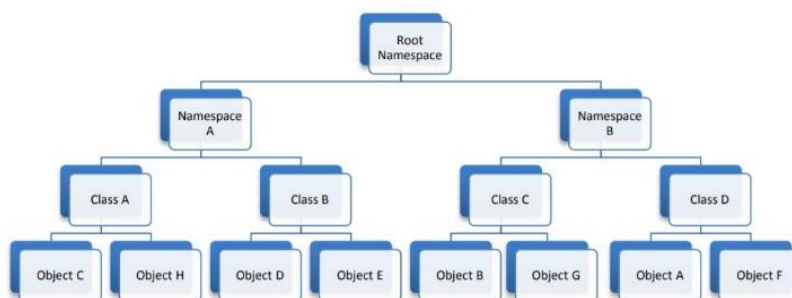 Root
Namespace
Namespace
A
Namespace
B
Class A
Class B
Class C
Class D
Object C
Object H
Object D
Object E
Object B
Object G
Object A
Object F